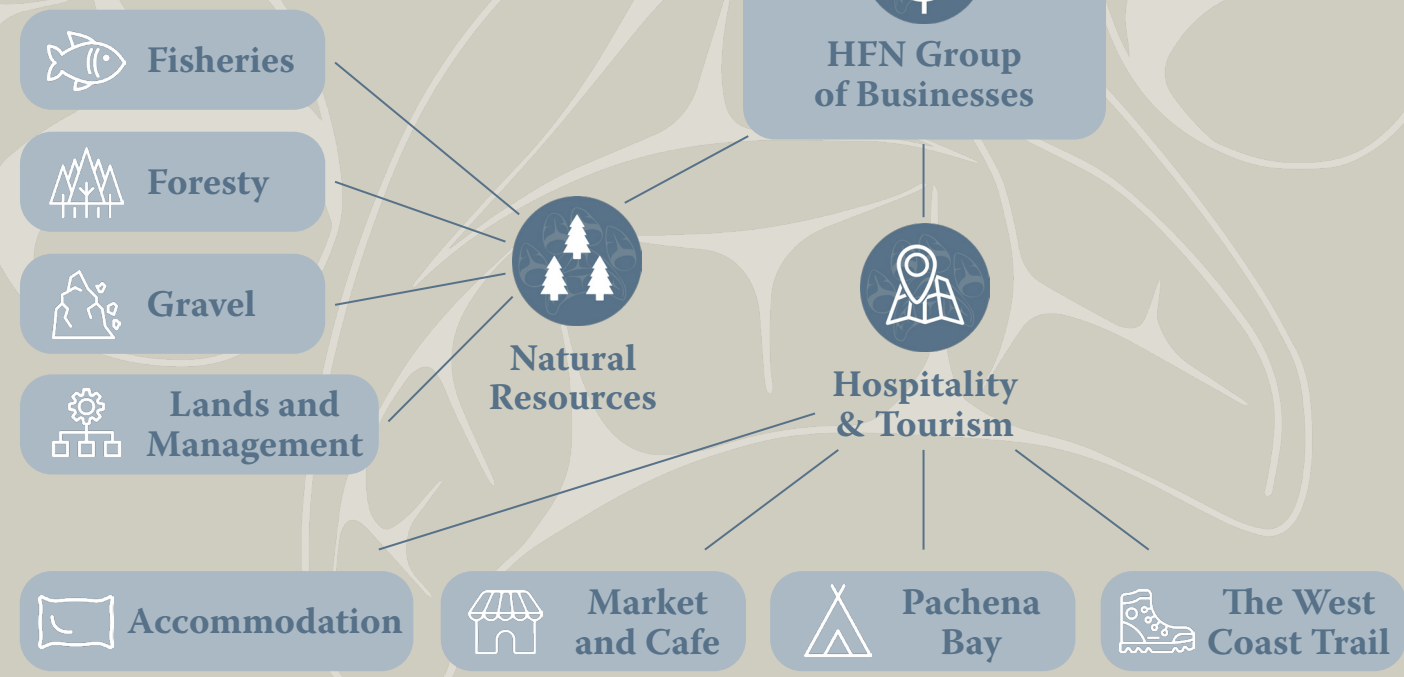 HFN Group
of Businesses
Fisheries
Foresty
Gravel
Lands and
Management
Natural
Resources
Hospitality
& Tourism
Accommodation
Market
and Cafe
Pachena
Bay
The West
Coast Trail